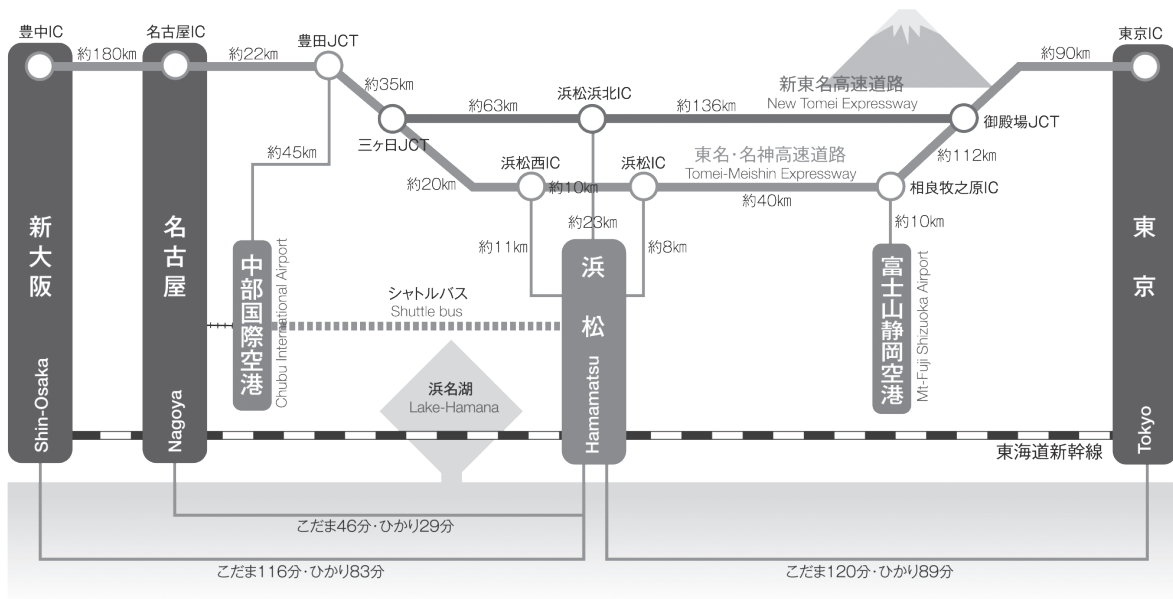 豊中IC
約180km
名古屋IC
約22km
豊田JCT
約35km
三ヶ日JCT
約63km
浜松浜北IC
約136km
新東名高速道路
New Tomei Expressway
御殿場JCT
約90km
東京IC
約45km
約20km
浜松西IC
約10km
浜松IC
東名・名神高速道路
Tomei-Meishin Expressway
約40km
相良牧之原IC
約112km
約11km
約23km
約8km
約10km
新大阪
Shin-Osaka
名古屋
Nagoya
中部国際空港
Chubu International Airport
シャトルバス
Shuttle bus
浜名湖
Lake-Hamana
浜松
Hamamatsu
富士山静岡空港
Mt-Fuji Shizuoka Airport
東京
Tokyo
東海道新幹線
こだま46分・ひかり29分
こだま116分・ひかり83分
こだま120分・ひかり89分